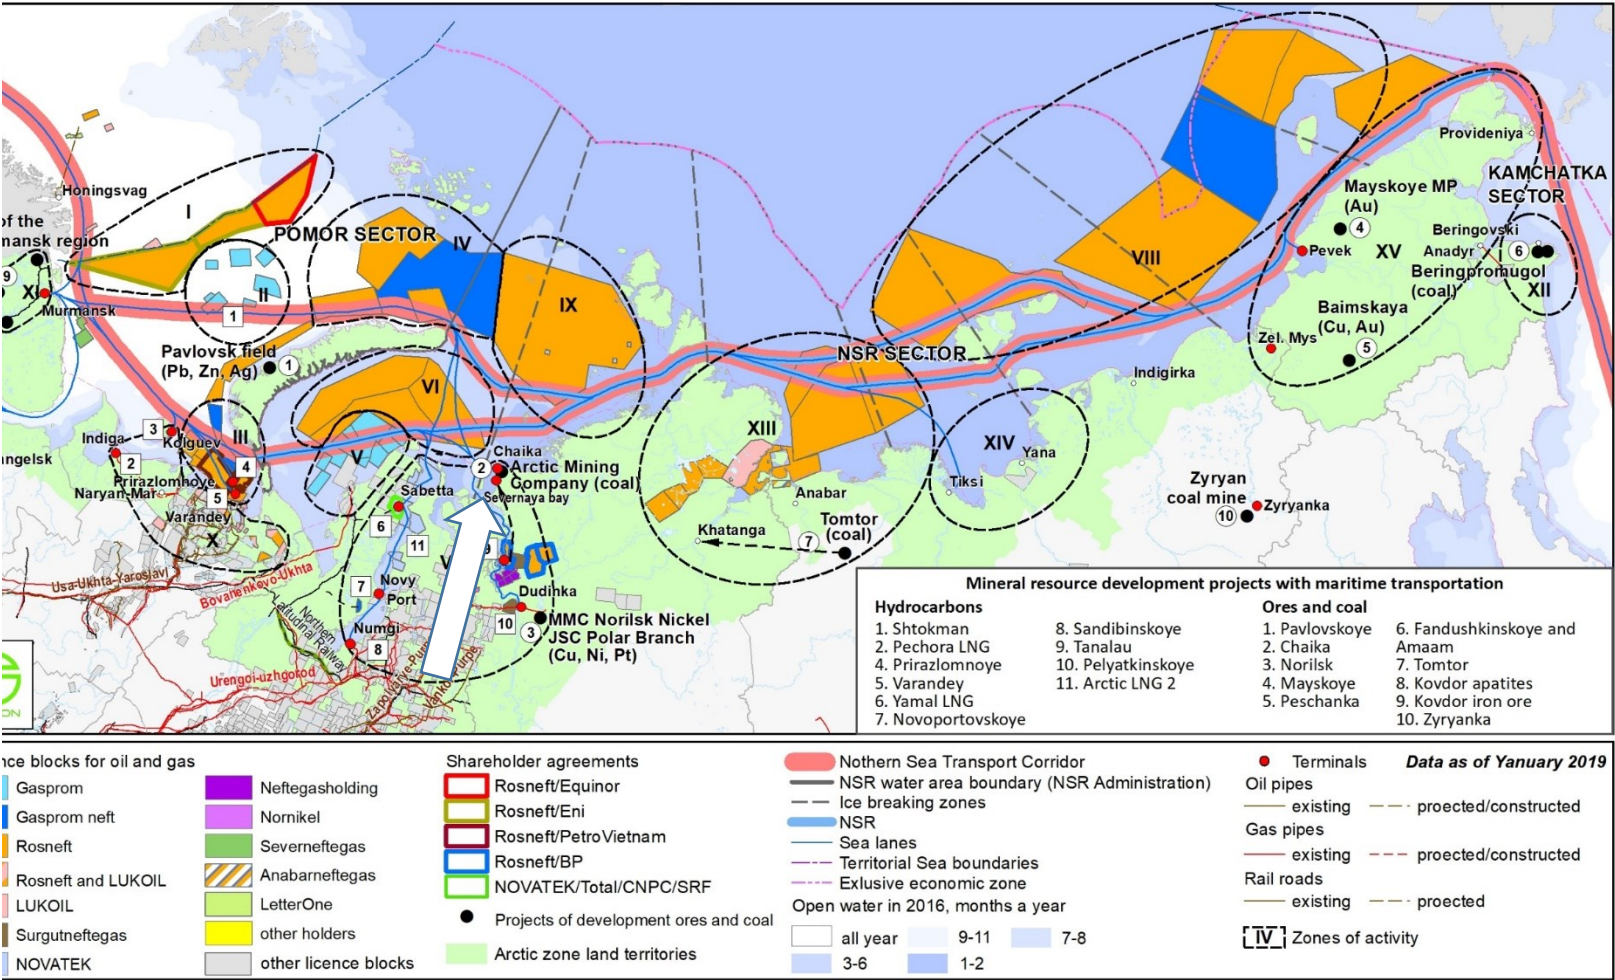 Honingsvag
of the
mansk region
9
XI
Murmansk
I
POMOR SECTOR
II
1
IV
IX
Pavlovsk field
(Pb, Zn, Ag)
1
VI
NSR SECTOR
VIII
Provideniya
KAMCHATKA
SECTOR
Mayskoye MP
(Au)
4
Pevek
XV
Beringovski
Anadyr
6
Beringpromugol
(coal)
XII
Baimskaya
(Cu, Au)
5
Zel. Mys
Indigirka
3
Kolguev
III
Indiga
2
angelsk
Prirazlomnoye
4
Naryan-Mar
5
Varandey
X
V
Chaika
2
Arctic Mining
Company (coal)
Severnaya bay
Sabetta
6
11
9
XIII
XIV
Yana
Tiksi
Anabar
Khatanga
Tomtor
(coal)
7
Zyryan
coal mine
10
Zyryanka
Usa-Ukhta-Yaroslavl
Bovanenkovo-Ukhta
Northern
Latitudinal Railway
7
Novy
Port
Numgi
8
Dudinka
10
MMC Norilsk Nickel
JSC Polar Branch
(Cu, Ni, Pt)
3
Urengoi-uzhgorod
Mineral resource development projects with maritime transportation
Hydrocarbons
1. Shtokman
2. Pechora LNG
4. Prirazlomnoye
5. Varandey
6. Yamal LNG
7. Novoportovskoye
8. Sandibinskoye
9. Tanalau
10. Pelyatkinskoye
11. Arctic LNG 2
Ores and coal
1. Pavlovskoye
2. Chaika
3. Norilsk
4. Mayskoye
5. Peschanka
6. Fandushkinskoye and
Amaam
7. Tomtor
8. Kovdor apatites
9. Kovdor iron ore
10. Zyryanka
ON
nce blocks for oil and gas
Gasprom
Gasprom neft
Rosneft
Rosneft and LUKOIL
LUKOIL
Surgutneftegas
NOVATEK
Neftegasholding
Nornikel
Severneftegas
Anabarneftegas
LetterOne
other holders
other licence blocks
Shareholder agreements
Rosneft/Equinor
Rosneft/Eni
Rosneft/PetroVietnam
Rosneft/BP
NOVATEK/Total/CNPC/SRF
Projects of development ores and coal
Arctic zone land territories
Nothern Sea Transport Corridor
NSR water area boundary (NSR Administration)
Ice breaking zones
NSR
Sea lanes
Territorial Sea boundaries
Exlusive economic zone
Open water in 2016, months a year
all year
9-11
7-8
3-6
1-2
Terminals
Data as of Yanuary 2019
Oil pipes
existing
proected/constructed
Gas pipes
existing
proected/constructed
Rail roads
existing
proected
IV
Zones of activity